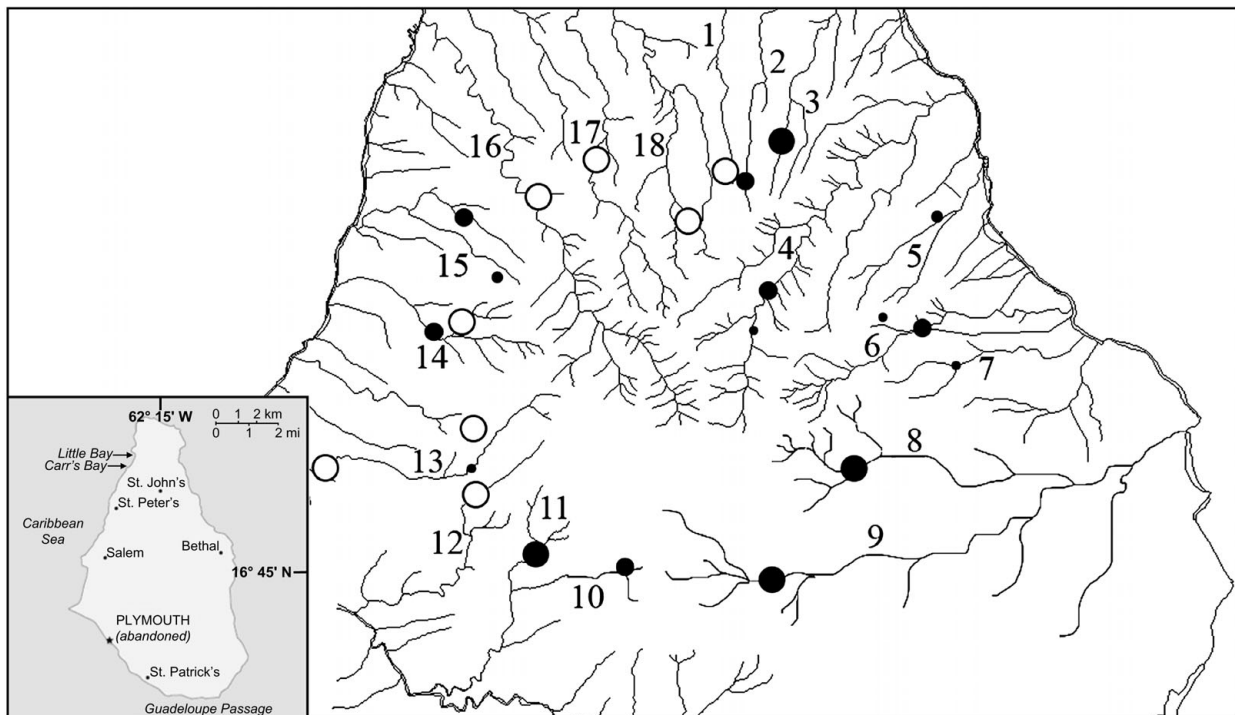 1
2
3
16
17
18
4
15
5
14
6
7
13
8
11
12
9
10
62° 15' W
0 1 2 km
0 2 mi
Little Bay
Carr's Bay
St. John's
St. Peter's
Caribbean
Sea
Salem
Bethal
16° 45' N
PLYMOUTH
(abandoned)
St. Patrick's
Guadeloupe Passage